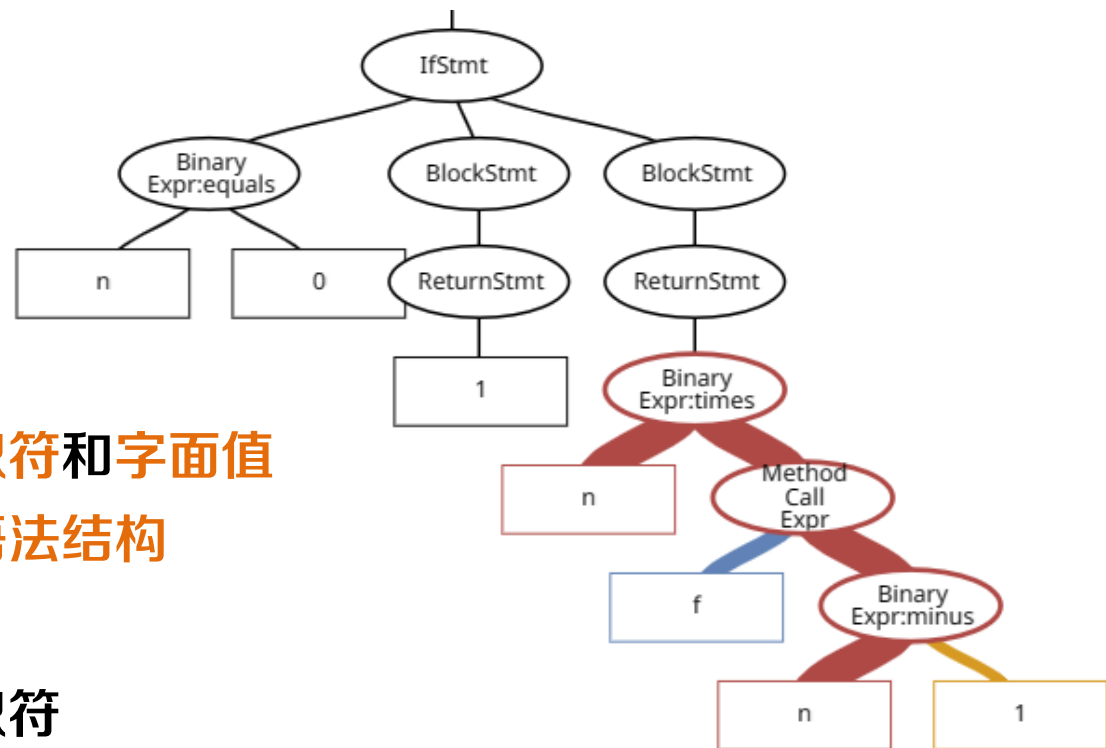 IfStmt
Binary
Expr:equals
BlockStmt
BlockStmt
n
0
ReturnStmt
ReturnStmt
1
Binary
Expr:times
符和字面值
n
Method
Call
Expr
法结构
f
Binary
Expr:minus
符
n
1